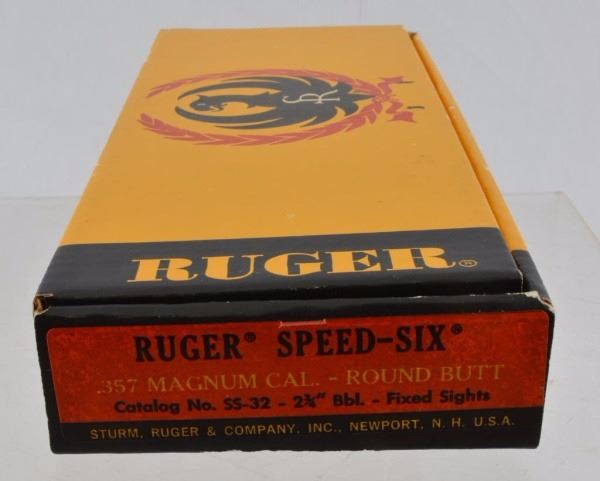 SR
RUGER®
RUGER® SPEED-SIX®
.357 MAGNUM CAL. - ROUND BUTT
Catalog No. SS-32 - 2¾" Bbl. - Fixed Sights
STURM, RUGER & COMPANY, INC., NEWPORT, N. H. U.S.A.